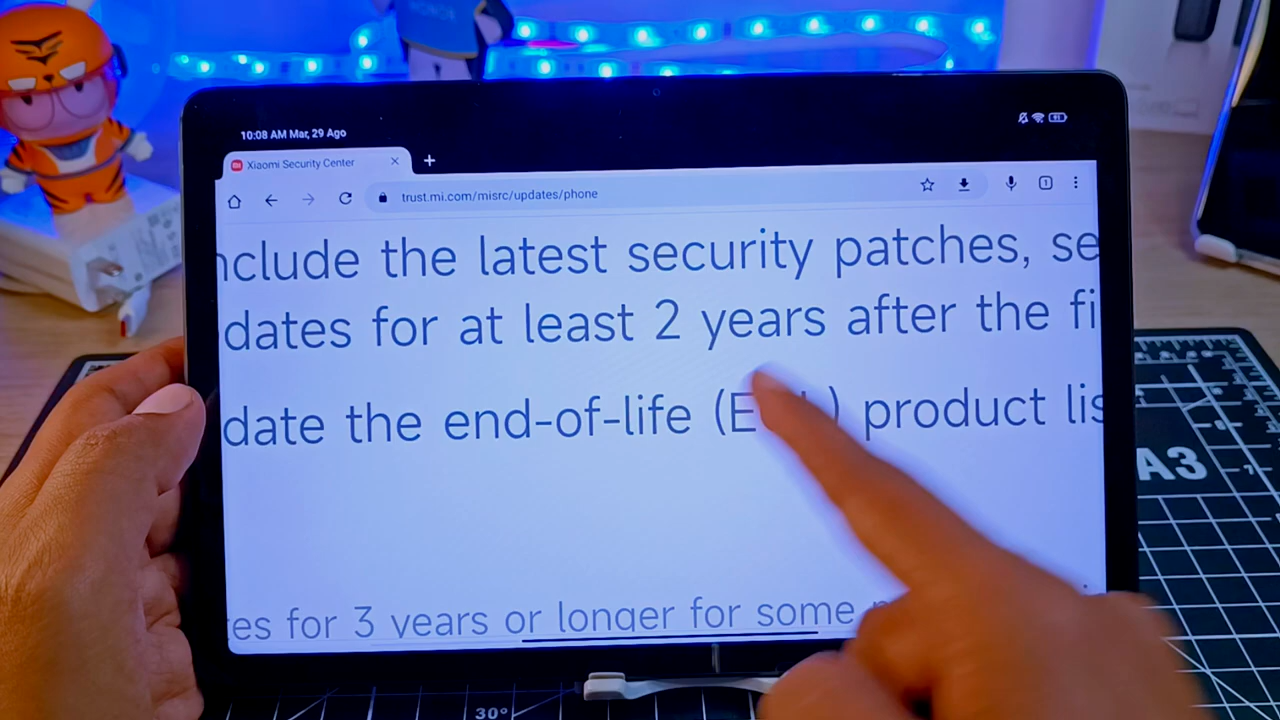 10:08 AM Mar, 29 Ago
Xiaomi Security Center
trust.mi.com/misrc/updates/phone
nclude the latest security patches, se
dates for at least 2 years after the fi
date the end-of-life (E ) product lis
es for 3 years or longer for some
A3
30°